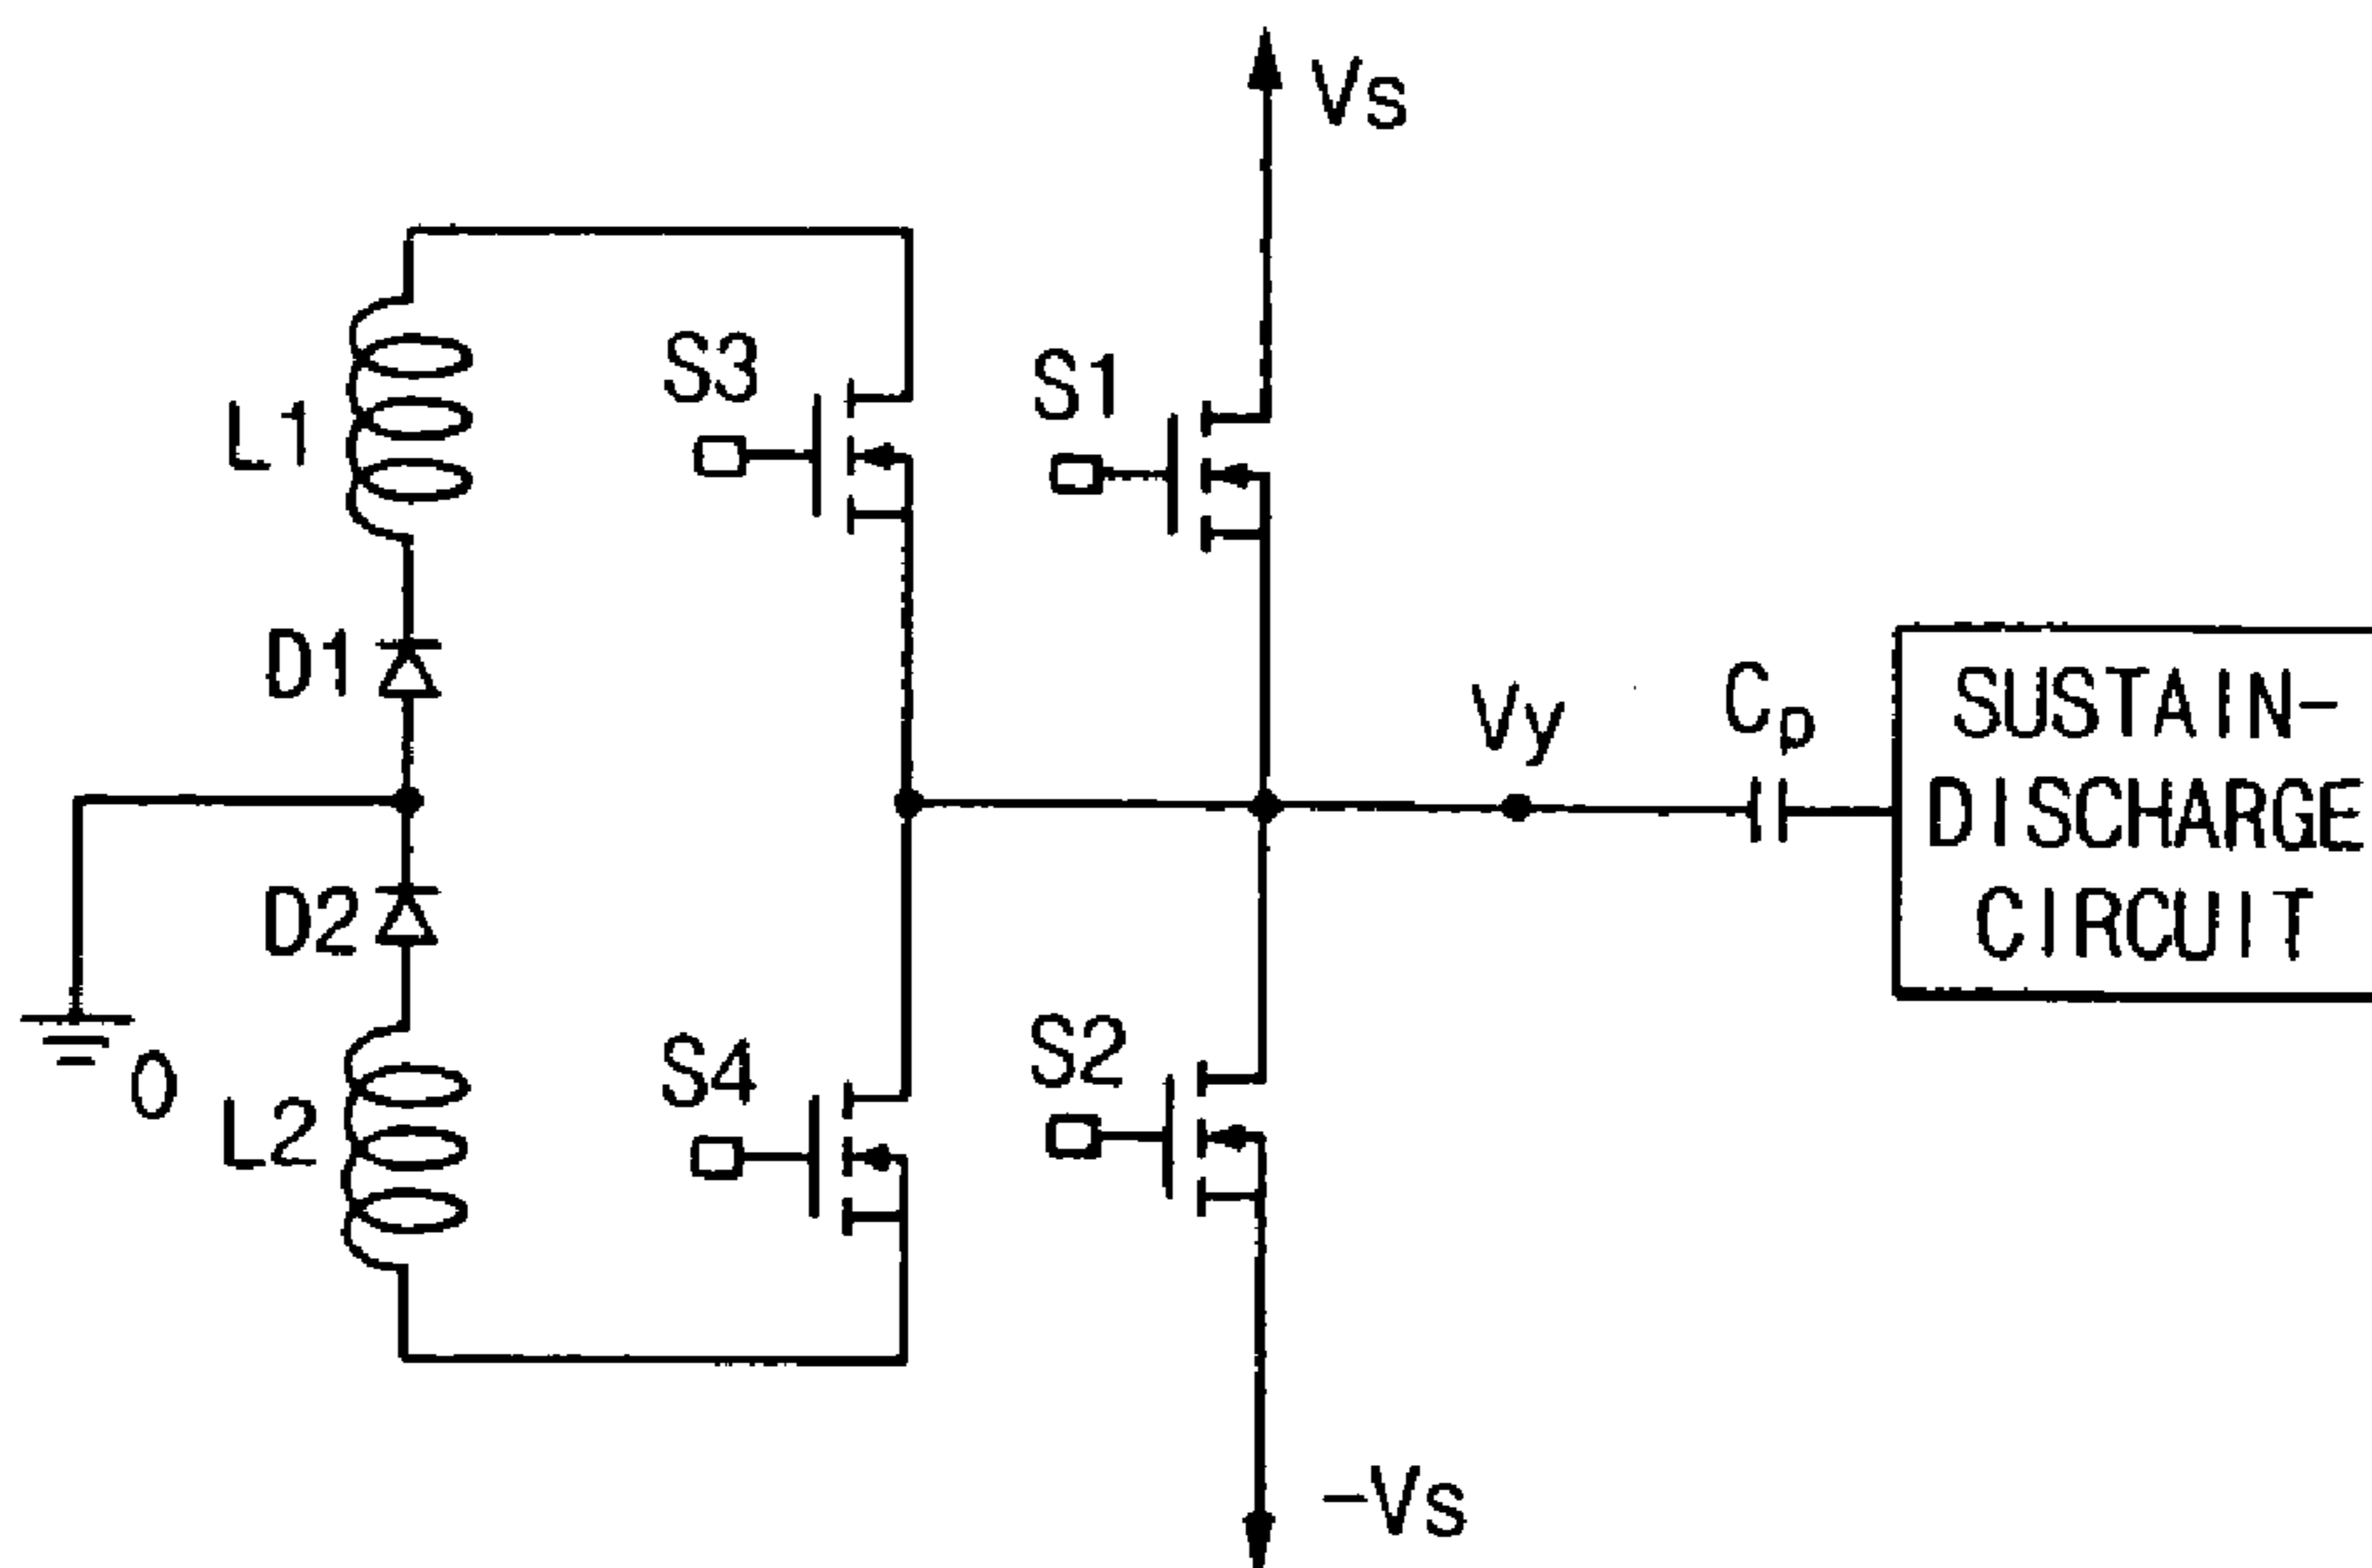 Vs
S3
S1
L1
D1
Vy
Cp
SUSTAIN-
DISCHARGE
CIRCUIT
D2
S4
S2
0
L2
-Vs